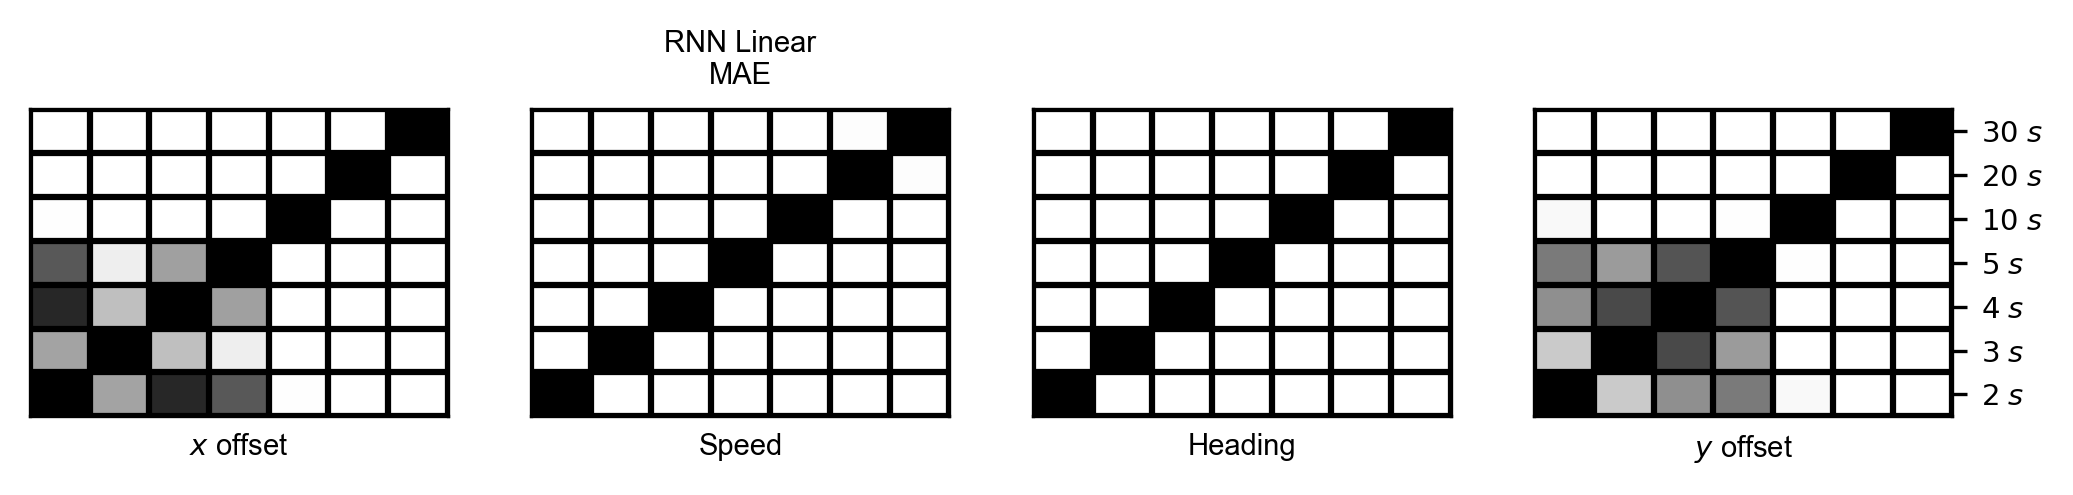 RNN Linear
MAE
30 s
20 s
10 s
5 s
4 s
3 s
2 s
x offset
Speed
Heading
y offset